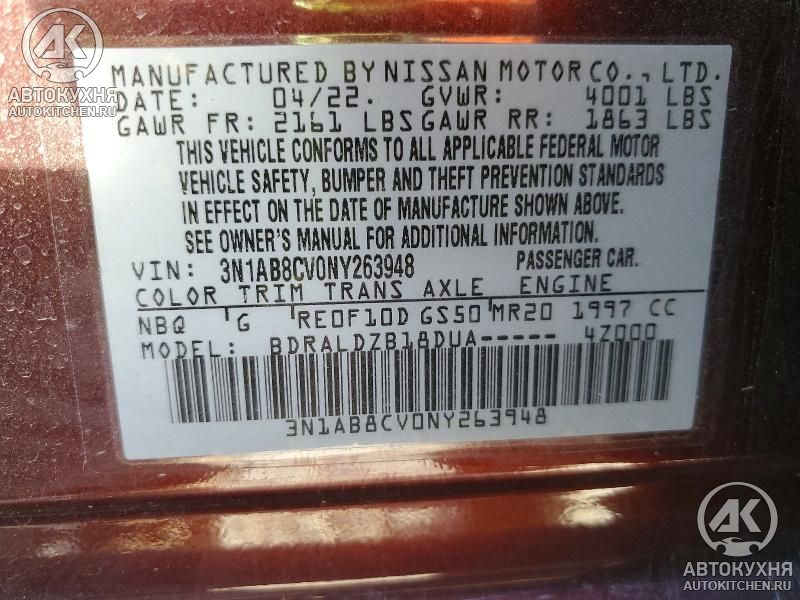 AK
АВТОКУХНЯ
AUTOKITCHEN.RU
MANUFACTURED BY NISSAN MOTOR CO., LTD.
DATE: 04/22. GVWR: 4001 LBS
GAWR FR: 2161 LBS GAWR RR: 1863 LBS
THIS VEHICLE CONFORMS TO ALL APPLICABLE FEDERAL MOTOR
VEHICLE SAFETY, BUMPER AND THEFT PREVENTION STANDARDS
IN EFFECT ON THE DATE OF MANUFACTURE SHOWN ABOVE.
SEE OWNER'S MANUAL FOR ADDITIONAL INFORMATION.
VIN: 3N1AB8CV0NY263948 PASSENGER CAR.
COLOR TRIM TRANS AXLE ENGINE
NBQ G RE0F10D GS50 MR20 1997 CC
MODEL: BDRALDZB18DUA----- 4Z000
3N1AB8CV0NY263948
AK
АВТОКУХНЯ
AUTOKITCHEN.RU